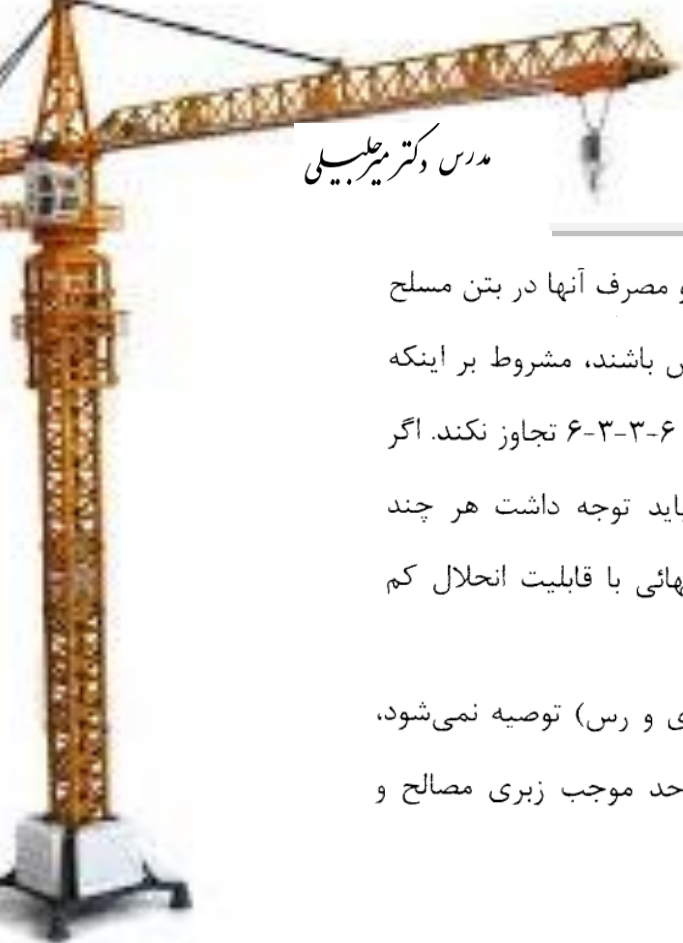 مدرس دکتر میرجلیلی
و مصرف آنها در بتن مسلح
باشند، مشروط بر اینکه
۶-۳-۳-۶ تجاوز نکند. اگر
باید توجه داشت هر چند
با قابلیت انحلال کم
و رس) توصیه نمی‌شود،
حد موجب زبری مصالح و